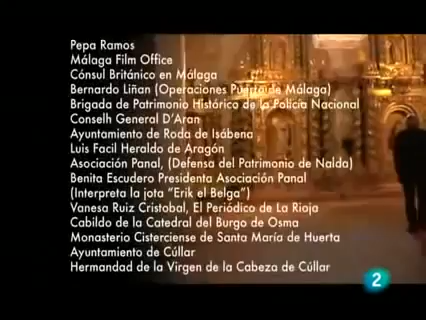 Pepa Ramos
Málaga Film Office
Cónsul Británico en Málaga
Bernardo Liñan (Operaciones Puerta de Málaga)
Brigada de Patrimonio Histórico de la Policía Nacional
Conselh General D'Aran
Ayuntamiento de Roda de Isábena
Luis Facil Heraldo de Aragón
Asociación Panal, (Defensa del Patrimonio de Nalda)
Benita Escudero Presidenta Asociación Panal
(Interpreta la jota "Erik el Belga")
Vanesa Ruiz Cristobal, El Periódico de La Rioja
Cabildo de la Catedral del Burgo de Osma
Monasterio Cisterciense de Santa María de Huerta
Ayuntamiento de Cúllar
Hermandad de la Virgen de la Cabeza de Cúllar
2